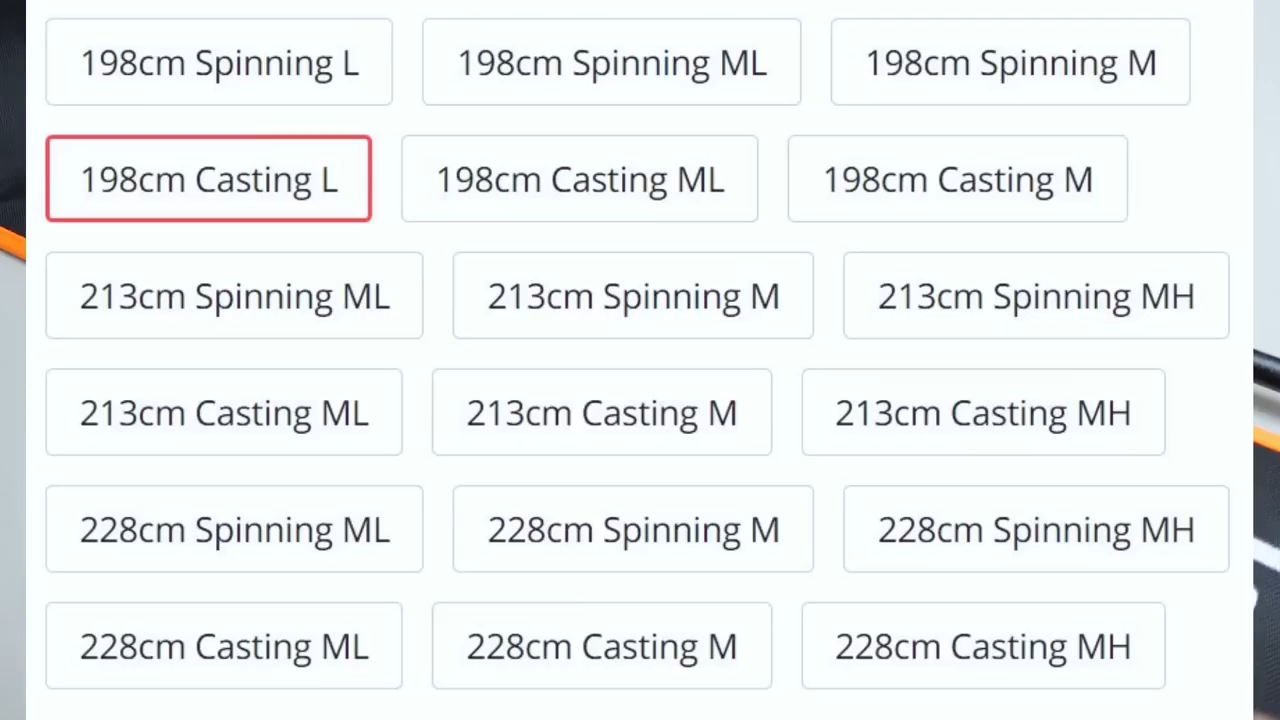 198cm Spinning L 198cm Spinning ML 198cm Spinning M
198cm Casting L 198cm Casting ML 198cm Casting M
213cm Spinning ML 213cm Spinning M 213cm Spinning MH
213cm Casting ML 213cm Casting M 213cm Casting MH
228cm Spinning ML 228cm Spinning M 228cm Spinning MH
228cm Casting ML 228cm Casting M 228cm Casting MH